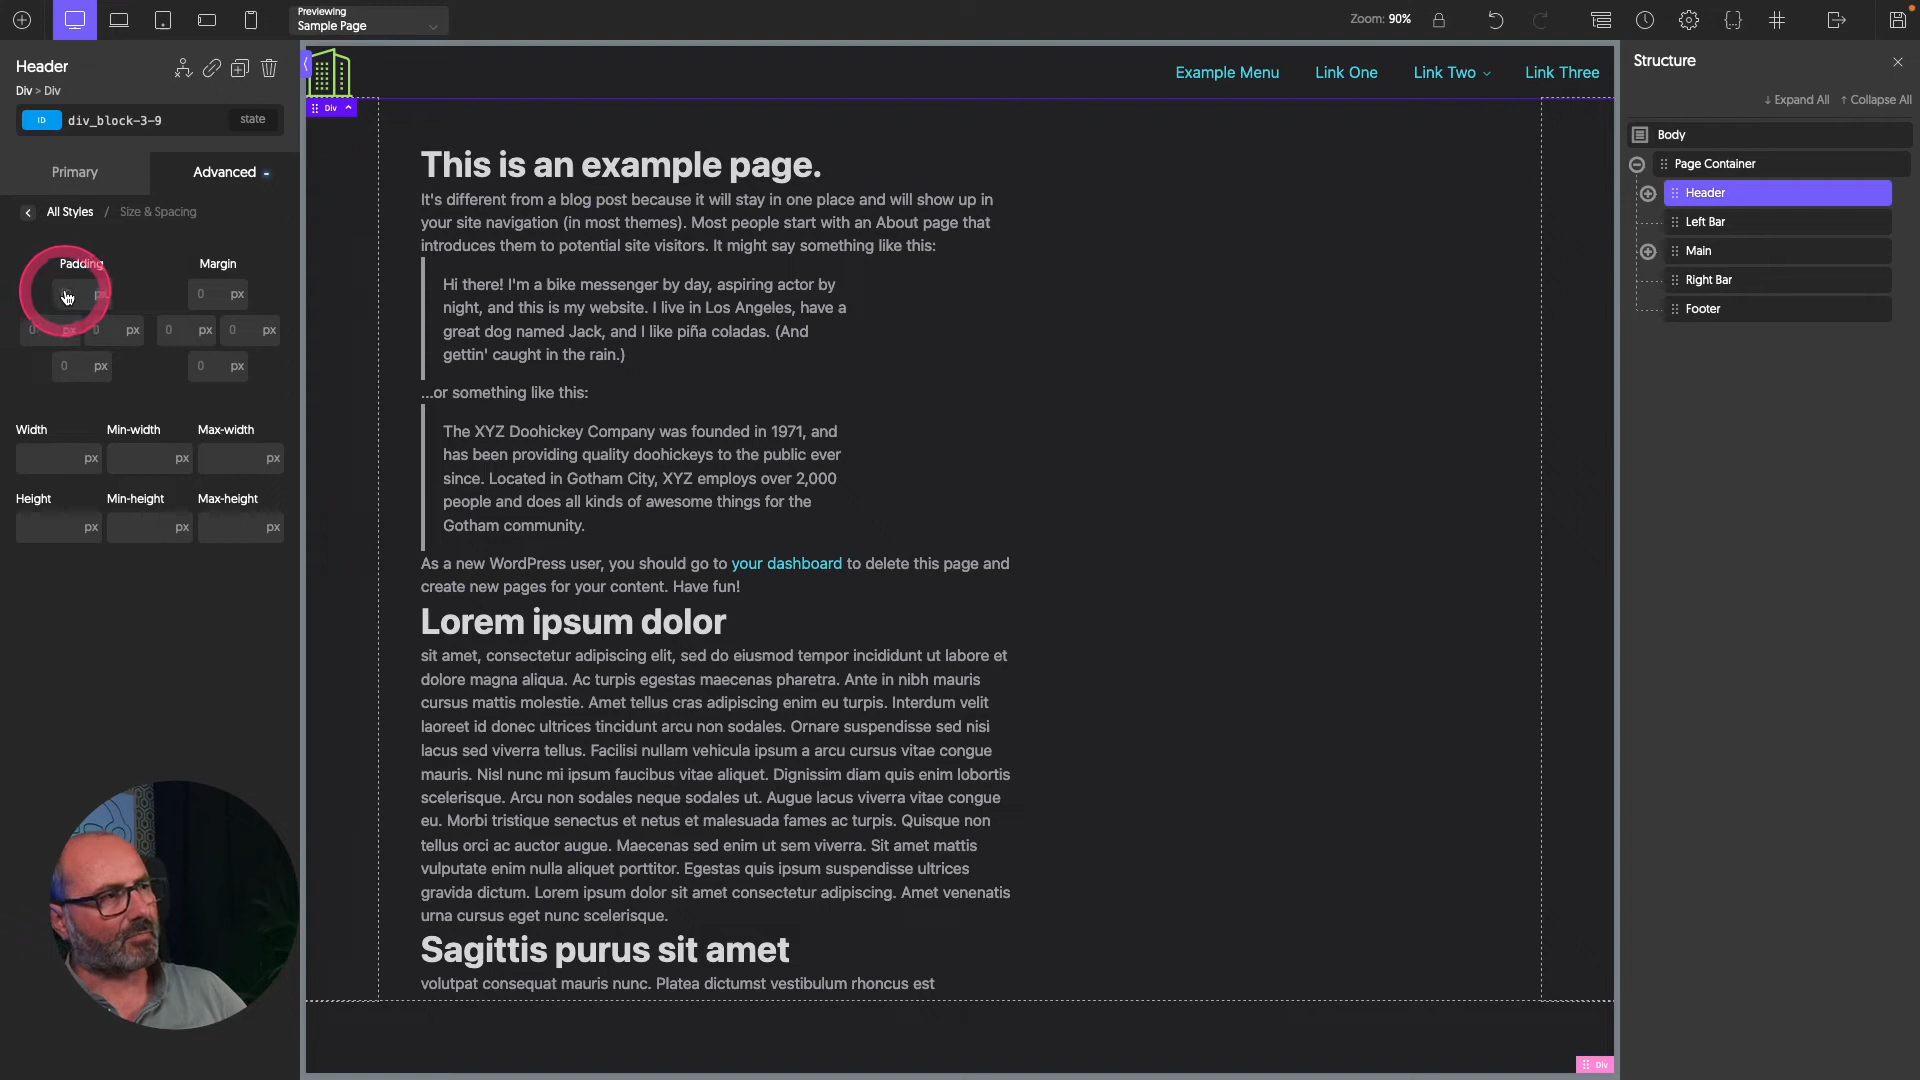 Previewing
Sample Page
Zoom: 90%
Header
Div > Div
ID div_block-3-9 state
Primary Advanced
All Styles / Size & Spacing
Padding Margin
px 0 px
0 px 0 px 0 px 0 px
0 px 0 px
Width Min-width Max-width
px px px
Height Min-height Max-height
px px px
Example Menu Link One Link Two Link Three
Div
This is an example page.
It's different from a blog post because it will stay in one place and will show up in
your site navigation (in most themes). Most people start with an About page that
introduces them to potential site visitors. It might say something like this:
Hi there! I'm a bike messenger by day, aspiring actor by
night, and this is my website. I live in Los Angeles, have a
great dog named Jack, and I like piña coladas. (And
gettin' caught in the rain.)
...or something like this:
The XYZ Doohickey Company was founded in 1971, and
has been providing quality doohickeys to the public ever
since. Located in Gotham City, XYZ employs over 2,000
people and does all kinds of awesome things for the
Gotham community.
As a new WordPress user, you should go to your dashboard to delete this page and
create new pages for your content. Have fun!
Lorem ipsum dolor
sit amet, consectetur adipiscing elit, sed do eiusmod tempor incididunt ut labore et
dolore magna aliqua. Ac turpis egestas maecenas pharetra. Ante in nibh mauris
cursus mattis molestie. Amet tellus cras adipiscing enim eu turpis. Interdum velit
laoreet id donec ultrices tincidunt arcu non sodales. Ornare suspendisse sed nisi
lacus sed viverra tellus. Facilisi nullam vehicula ipsum a arcu cursus vitae congue
mauris. Nisl nunc mi ipsum faucibus vitae aliquet. Dignissim diam quis enim lobortis
scelerisque. Arcu non sodales neque sodales ut. Augue lacus viverra vitae congue
eu. Morbi tristique senectus et netus et malesuada fames ac turpis. Quisque non
tellus orci ac auctor augue. Maecenas sed enim ut sem viverra. Sit amet mattis
vulputate enim nulla aliquet porttitor. Egestas quis ipsum suspendisse ultrices
gravida dictum. Lorem ipsum dolor sit amet consectetur adipiscing. Amet venenatis
urna cursus eget nunc scelerisque.
Sagittis purus sit amet
volutpat consequat mauris nunc. Platea dictumst vestibulum rhoncus est
Div
Structure
Expand All Collapse All
Body
Page Container
Header
Left Bar
Main
Right Bar
Footer